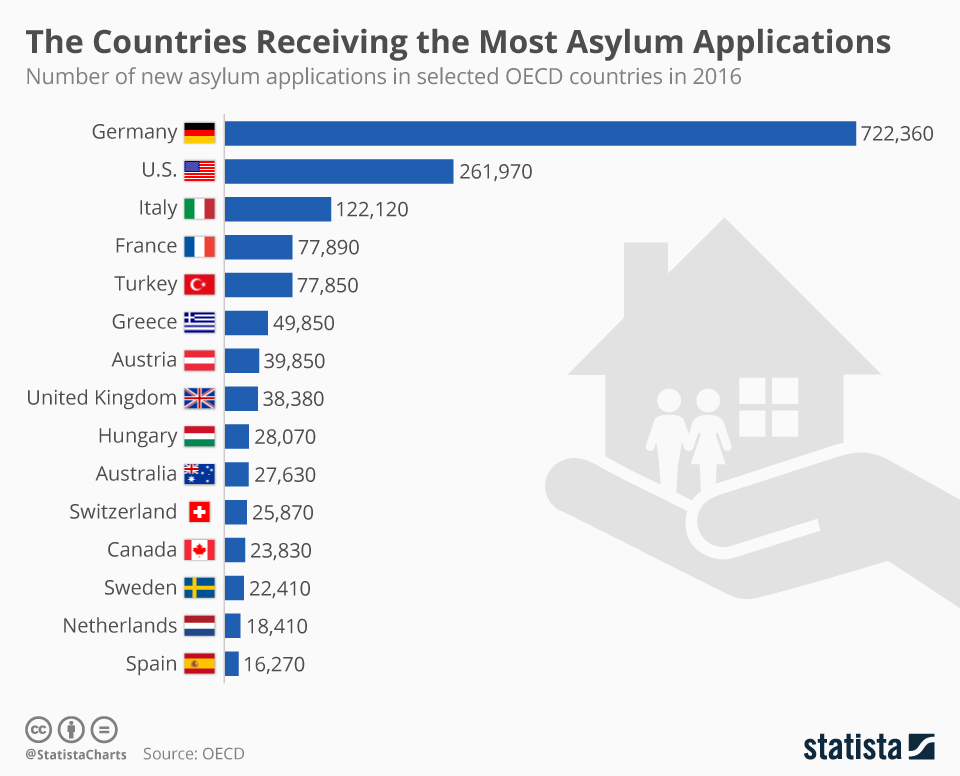 The Countries Receiving the Most Asylum Applications
Number of new asylum applications in selected OECD countries in 2016
Germany 722,360
U.S. 261,970
Italy 122,120
France 77,890
Turkey 77,850
Greece 49,850
Austria 39,850
United Kingdom 38,380
Hungary 28,070
Australia 27,630
Switzerland 25,870
Canada 23,830
Sweden 22,410
Netherlands 18,410
Spain 16,270
cc
@StatistaCharts Source: OECD
statista